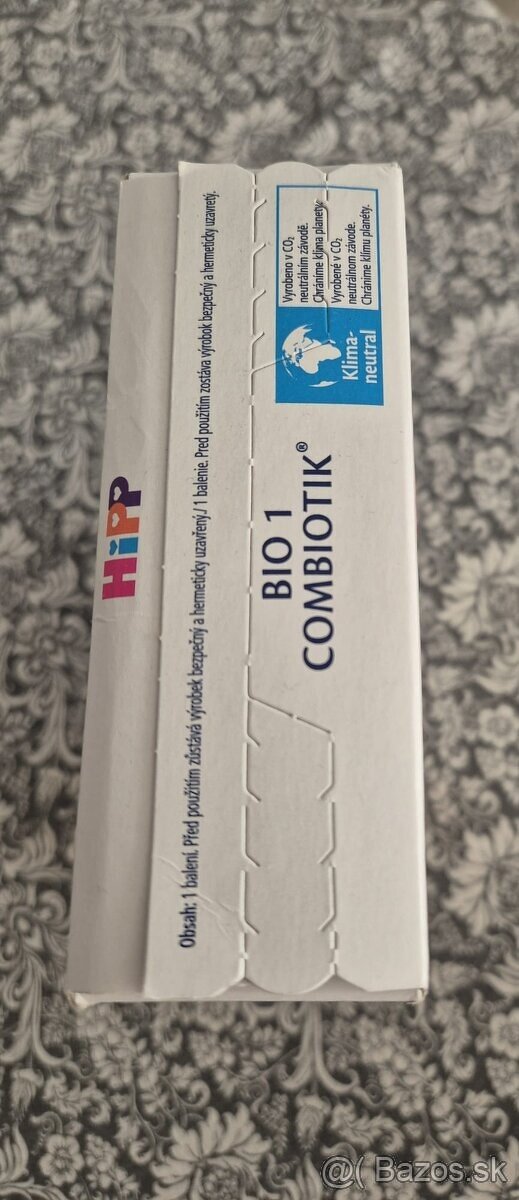 HiPP
Obsah: 1 balení. Před použitím zůstává výrobek bezpečný a hermeticky uzavřený./ 1 balenie. Pred použitím zostáva výrobok bezpečný a hermeticky uzavretý.
BIO 1
COMBIOTIK®
Klima-
neutral
Vyrobeno v CO₂
neutrálním závodě.
Chráníme klima planety.
Vyrobené v CO₂
neutrálnom závode.
Chránime klímu planéty.
@( Bazos.sk